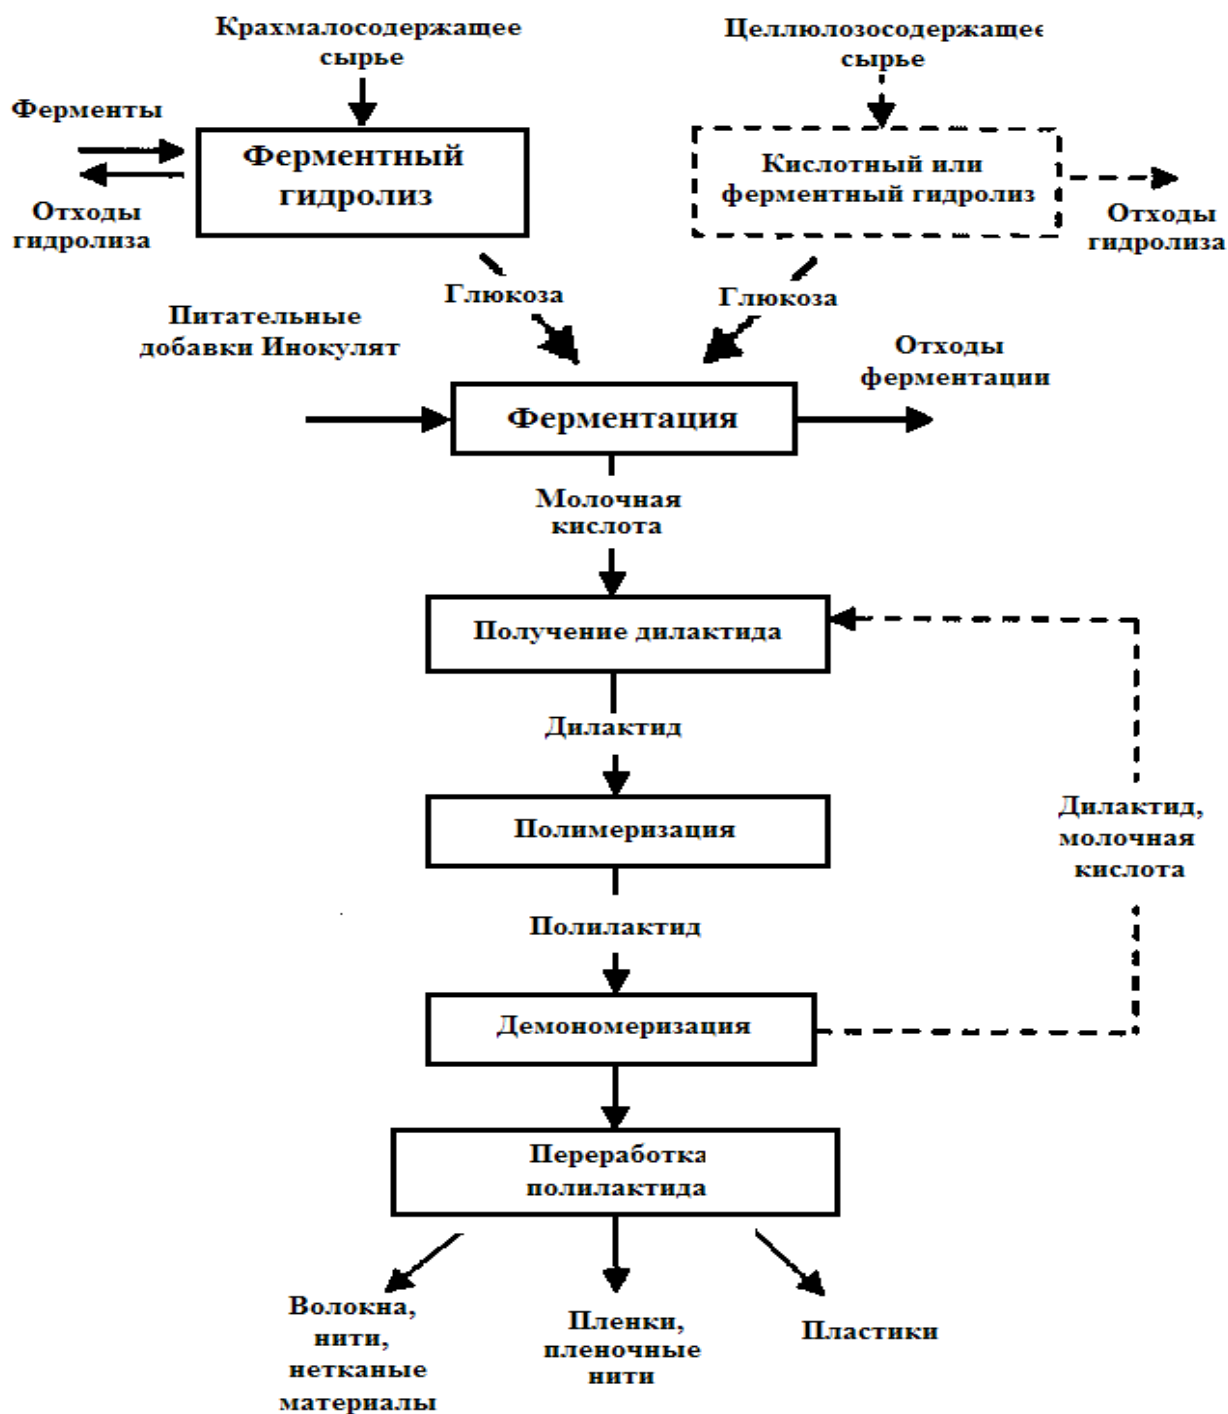 Крахмалосодержащее
сырье
Целлюлозосодержащее
сырье
Ферменты
Ферментный
гидролиз
Кислотный или
ферментный гидролиз
Отходы
гидролиза
Отходы
гидролиза
Глюкоза
Глюкоза
Питательные
добавки Инокулят
Отходы
ферментации
Ферментация
Молочная
кислота
Получение дилактида
Дилактид
Полимеризация
Дилактид,
молочная
кислота
Полилактид
Демономеризация
Переработка
полилактида
Волокна,
нити,
нетканые
материалы
Пленки,
пленочные
нити
Пластики